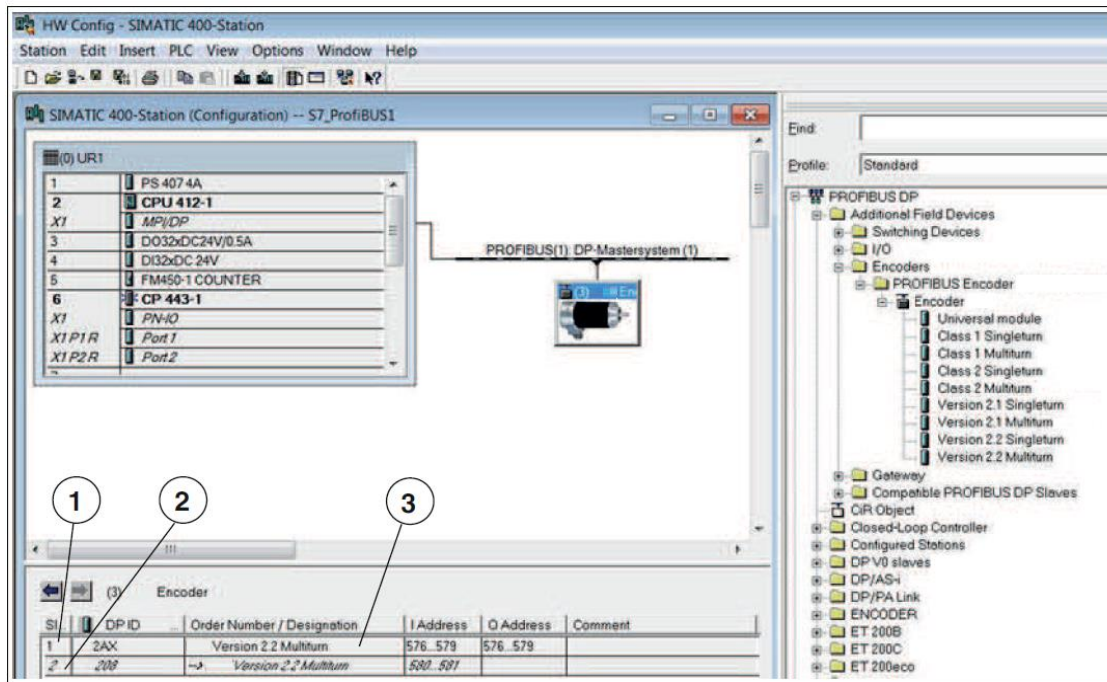 HW Config - SIMATIC 400-Station
Station Edit Insert PLC View Options Window Help
SIMATIC 400-Station (Configuration) -- S7_ProfiBUS1
(0) UR1
1 PS 407 4A
2 CPU 412-1
X1 MPI/DP
3 DO32xDC24V/0.5A
4 DI32xDC 24V
5 FM450-1 COUNTER
6 CP 443-1
X1 PN-IO
X1 P1 R Port 1
X1 P2 R Port 2
PROFIBUS(1): DP-Mastersystem (1)
(3) En
Find:
Profile: Standard
PROFIBUS DP
Additional Field Devices
Switching Devices
I/O
Encoders
PROFIBUS Encoder
Encoder
Universal module
Class 1 Singleturn
Class 1 Multiturn
Class 2 Singleturn
Class 2 Multiturn
Version 2.1 Singleturn
Version 2.1 Multiturn
Version 2.2 Singleturn
Version 2.2 Multiturn
Gateway
Compatible PROFIBUS DP Slaves
CiR Object
Closed-Loop Controller
Configured Stations
DP V0 slaves
DP/AS-i
DP/PA Link
ENCODER
ET 200B
ET 200C
ET 200eco
1 2 3
(3) Encoder
Sl... DP ID ... Order Number / Designation I Address Q Address Comment
1 2AX Version 2.2 Multiturn 576...579 576...579
2 208 --> Version 2.2 Multiturn 580...581